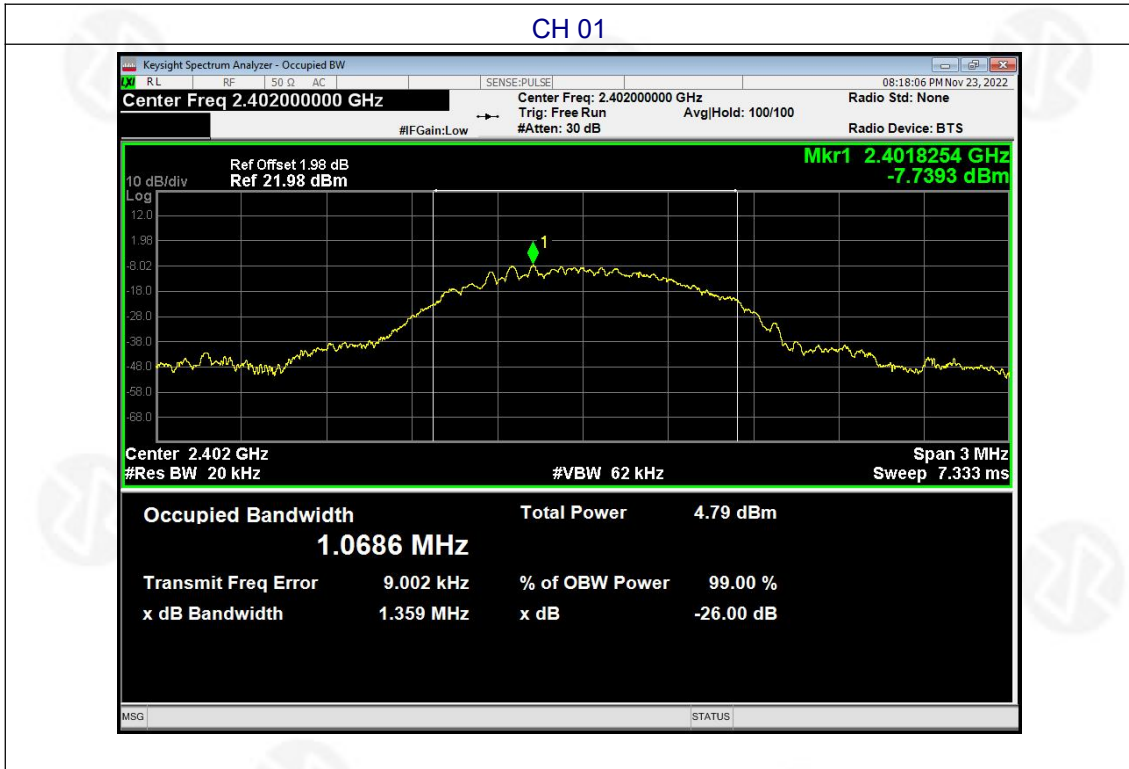 CH 01
Keysight Spectrum Analyzer - Occupied BW
RL RF 50 Ω AC SENSE:PULSE 08:18:06 PM Nov 23, 2022
Center Freq 2.402000000 GHz Center Freq: 2.402000000 GHz Radio Std: None
Trig: Free Run Avg|Hold: 100/100
#IFGain:Low #Atten: 30 dB Radio Device: BTS
Mkr1 2.4018254 GHz
Ref Offset 1.98 dB
10 dB/div Ref 21.98 dBm -7.7393 dBm
Log
12.0
1.98
1
-8.02
-18.0
-28.0
-38.0
-48.0
-58.0
-68.0
Center 2.402 GHz Span 3 MHz
#Res BW 20 kHz #VBW 62 kHz Sweep 7.333 ms
Occupied Bandwidth Total Power 4.79 dBm
1.0686 MHz
Transmit Freq Error 9.002 kHz % of OBW Power 99.00 %
x dB Bandwidth 1.359 MHz x dB -26.00 dB
MSG STATUS